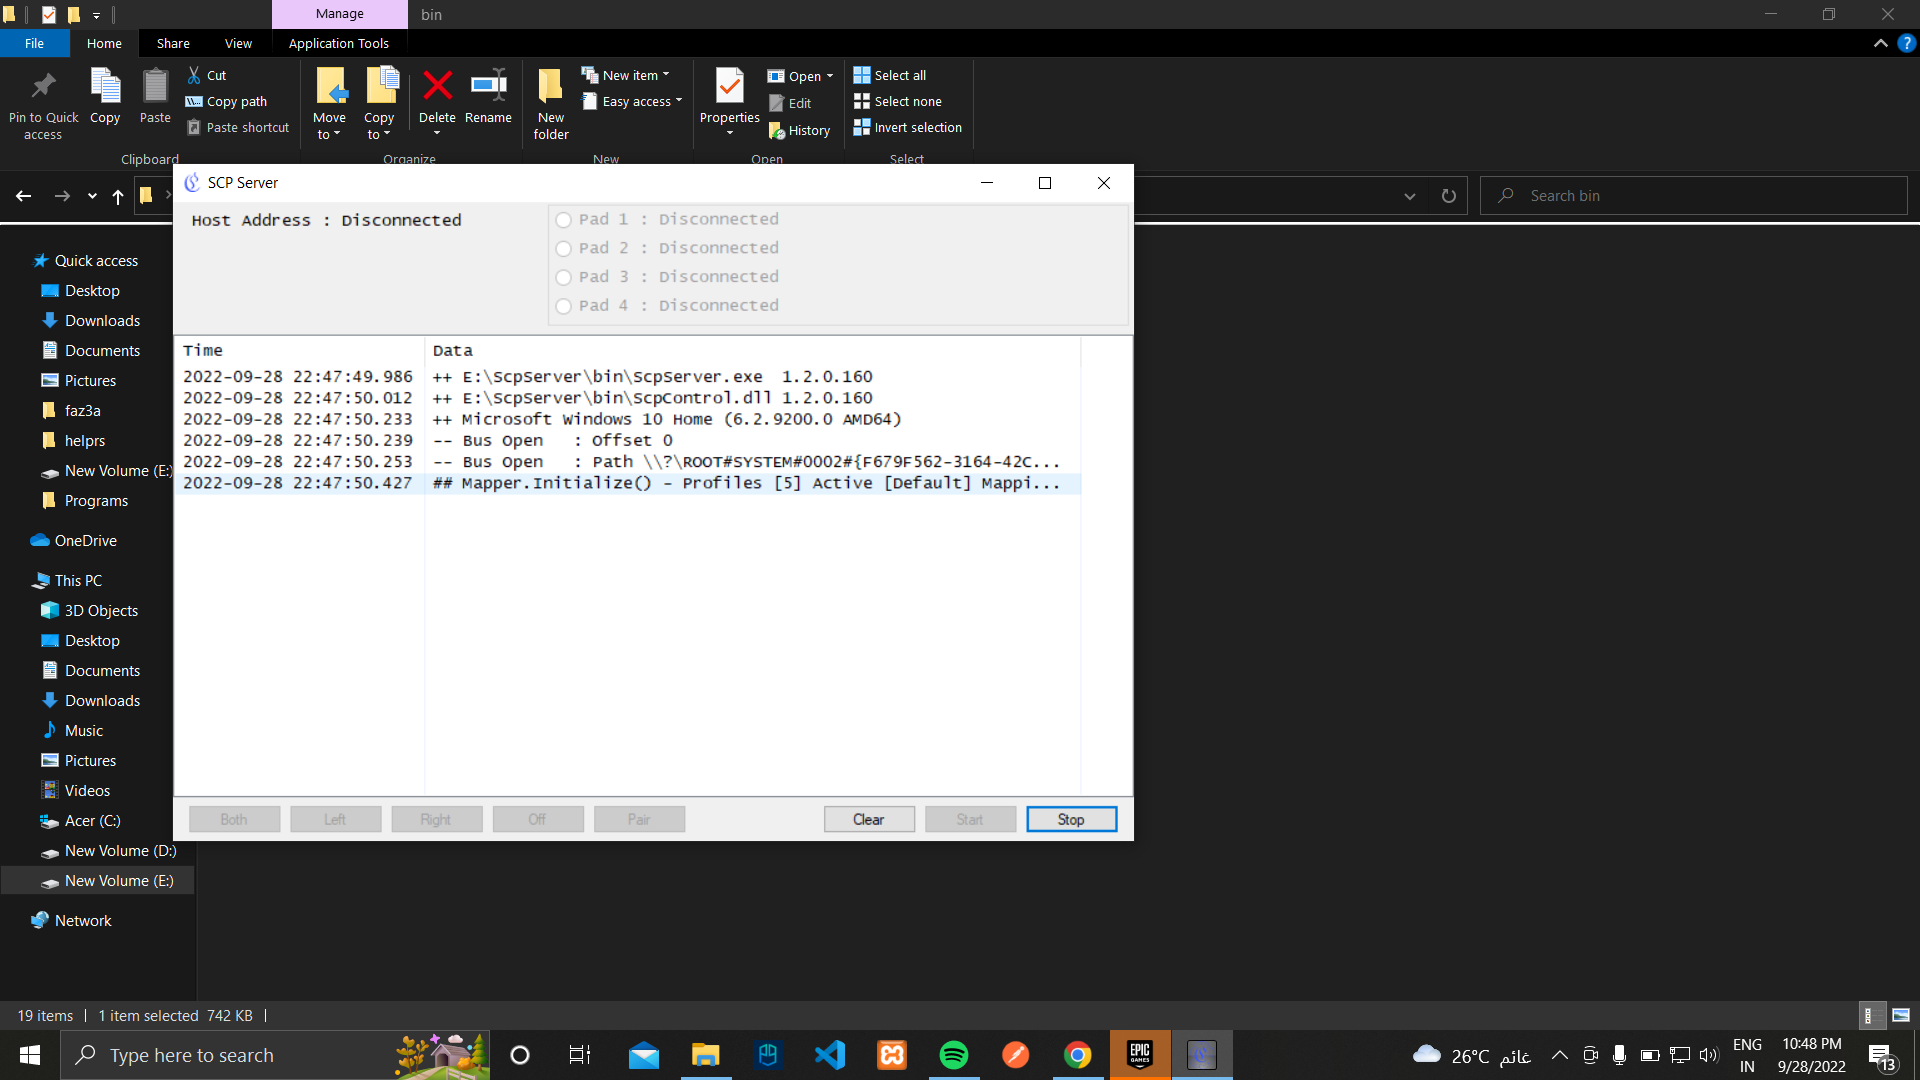 Manage
bin
File
Home
Share
View
Application Tools
Pin to Quick access
Copy
Paste
Cut
Copy path
Paste shortcut
Clipboard
Move to
Copy to
Delete
Rename
Organize
New folder
New item
Easy access
New
Properties
Open
Edit
History
Open
Select all
Select none
Invert selection
Select
Search bin
SCP Server
Host Address : Disconnected
Pad 1 : Disconnected
Pad 2 : Disconnected
Pad 3 : Disconnected
Pad 4 : Disconnected
Time Data
2022-09-28 22:47:49.986 ++ E:\ScpServer\bin\ScpServer.exe 1.2.0.160
2022-09-28 22:47:50.012 ++ E:\ScpServer\bin\ScpControl.dll 1.2.0.160
2022-09-28 22:47:50.233 ++ Microsoft Windows 10 Home (6.2.9200.0 AMD64)
2022-09-28 22:47:50.239 -- Bus Open : Offset 0
2022-09-28 22:47:50.253 -- Bus Open : Path \\?\ROOT#SYSTEM#0002#{F679F562-3164-42C...
2022-09-28 22:47:50.427 ## Mapper.Initialize() - Profiles [5] Active [Default] Mappi...
Both Left Right Off Pair Clear Start Stop
Quick access
Desktop
Downloads
Documents
Pictures
faz3a
helprs
New Volume (E:)
Programs
OneDrive
This PC
3D Objects
Desktop
Documents
Downloads
Music
Pictures
Videos
Acer (C:)
New Volume (D:)
New Volume (E:)
Network
19 items
1 item selected 742 KB
Type here to search
EPIC GAMES
26°C غائم
ENG
IN
10:48 PM
9/28/2022
13